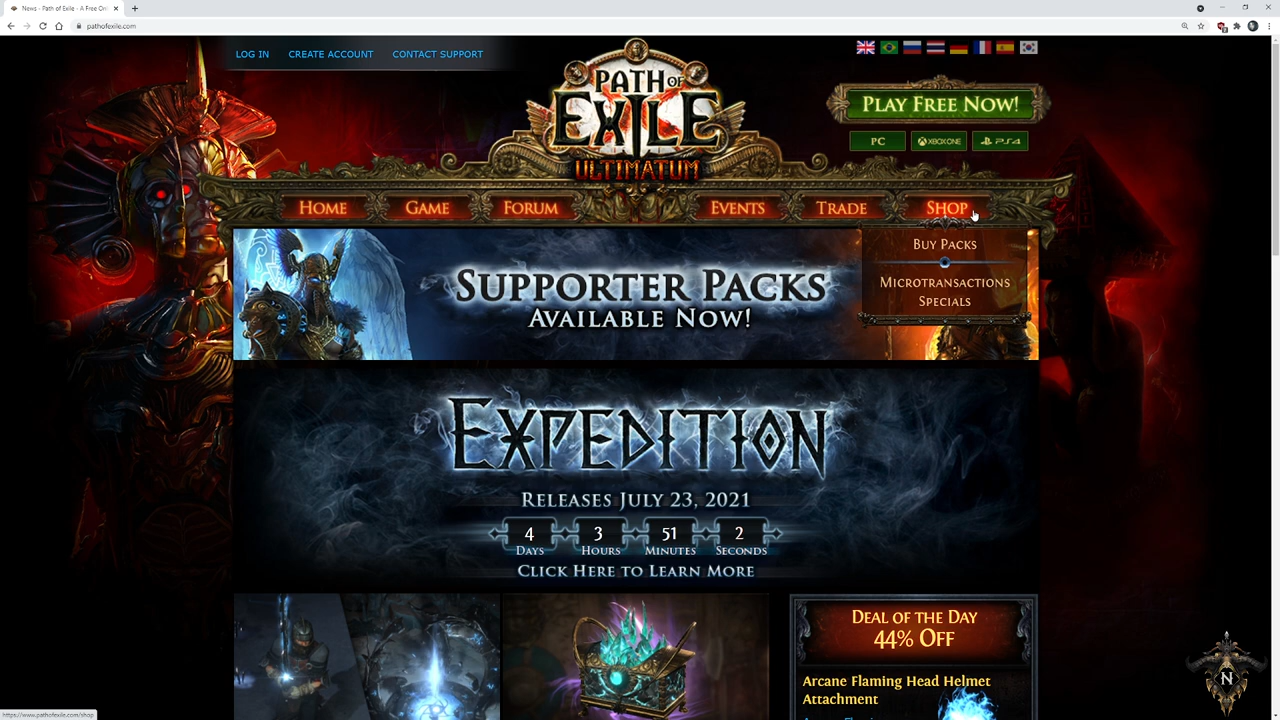 News - Path of Exile - A Free Onl
pathofexile.com
LOG IN
CREATE ACCOUNT
CONTACT SUPPORT
PATH OF
EXILE
ULTIMATUM
PLAY FREE NOW!
PC
XBOX ONE
PS4
HOME
GAME
FORUM
EVENTS
TRADE
SHOP
BUY PACKS
MICROTRANSACTIONS
SPECIALS
SUPPORTER PACKS
AVAILABLE NOW!
EXPEDITION
RELEASES JULY 23, 2021
4 3 51 2
DAYS HOURS MINUTES SECONDS
CLICK HERE TO LEARN MORE
DEAL OF THE DAY
44% OFF
Arcane Flaming Head Helmet
Attachment
N
https://www.pathofexile.com/shop